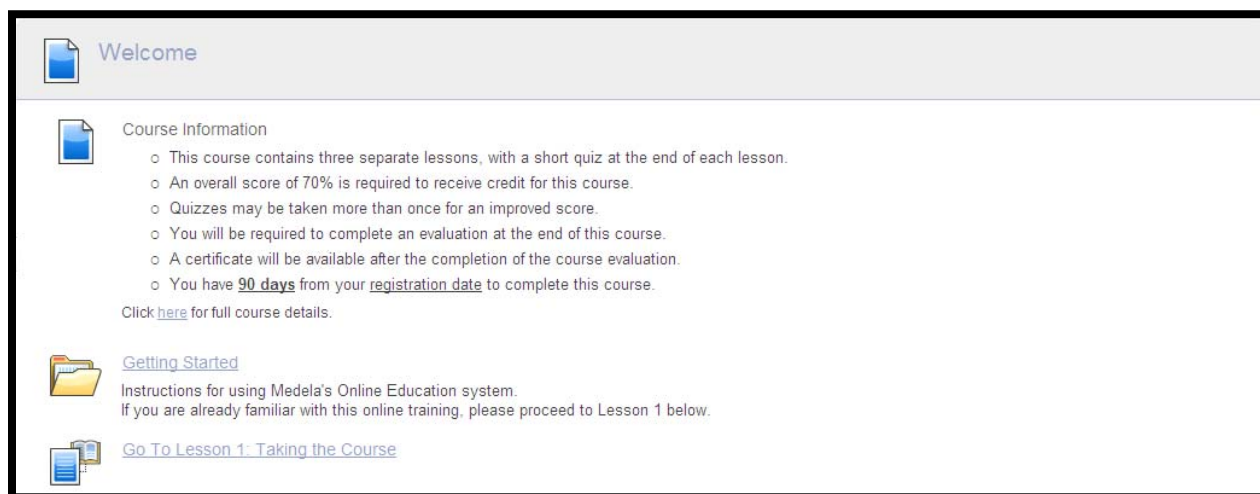 Welcome
Course Information
o This course contains three separate lessons, with a short quiz at the end of each lesson.
o An overall score of 70% is required to receive credit for this course.
o Quizzes may be taken more than once for an improved score.
o You will be required to complete an evaluation at the end of this course.
o A certificate will be available after the completion of the course evaluation.
o You have 90 days from your registration date to complete this course.
Click here for full course details.
Getting Started
Instructions for using Medela's Online Education system.
If you are already familiar with this online training, please proceed to Lesson 1 below.
Go To Lesson 1: Taking the Course